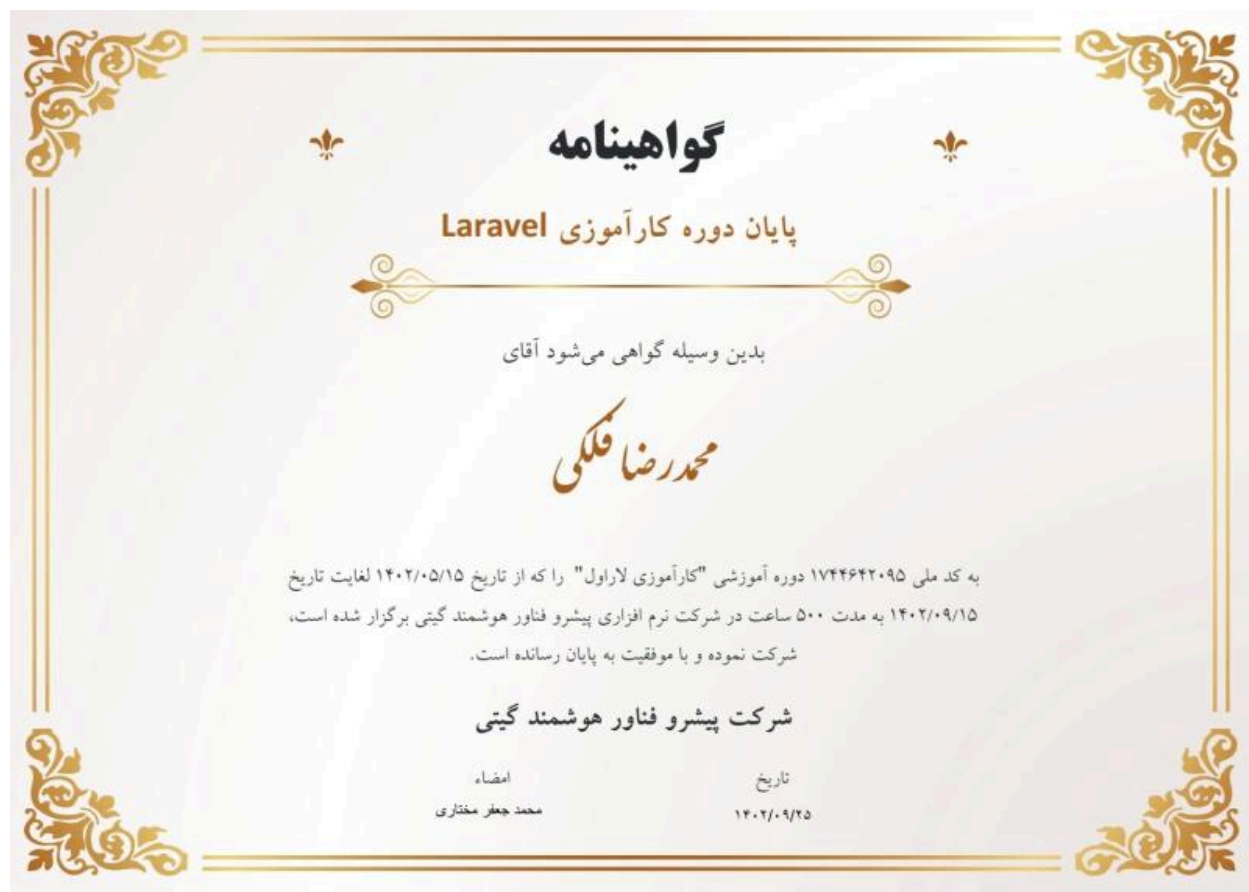 گواهینامه
پایان دوره کارآموزی Laravel
بدین وسیله گواهی می‌شود آقای
محمدرضا فلکی
به کد ملی ۱۷۴۴۶۴۲۰۹۵ دوره آموزشی "کارآموزی لاراول" را که از تاریخ ۱۴۰۲/۰۵/۱۵ لغایت تاریخ
۱۴۰۲/۰۹/۱۵ به مدت ۵۰۰ ساعت در شرکت نرم افزاری پیشرو فناور هوشمند گیتی برگزار شده است،
شرکت نموده و با موفقیت به پایان رسانده است.
شرکت پیشرو فناور هوشمند گیتی
تاریخ امضاء
۱۴۰۲/۰۹/۲۵ محمد جعفر مختاری